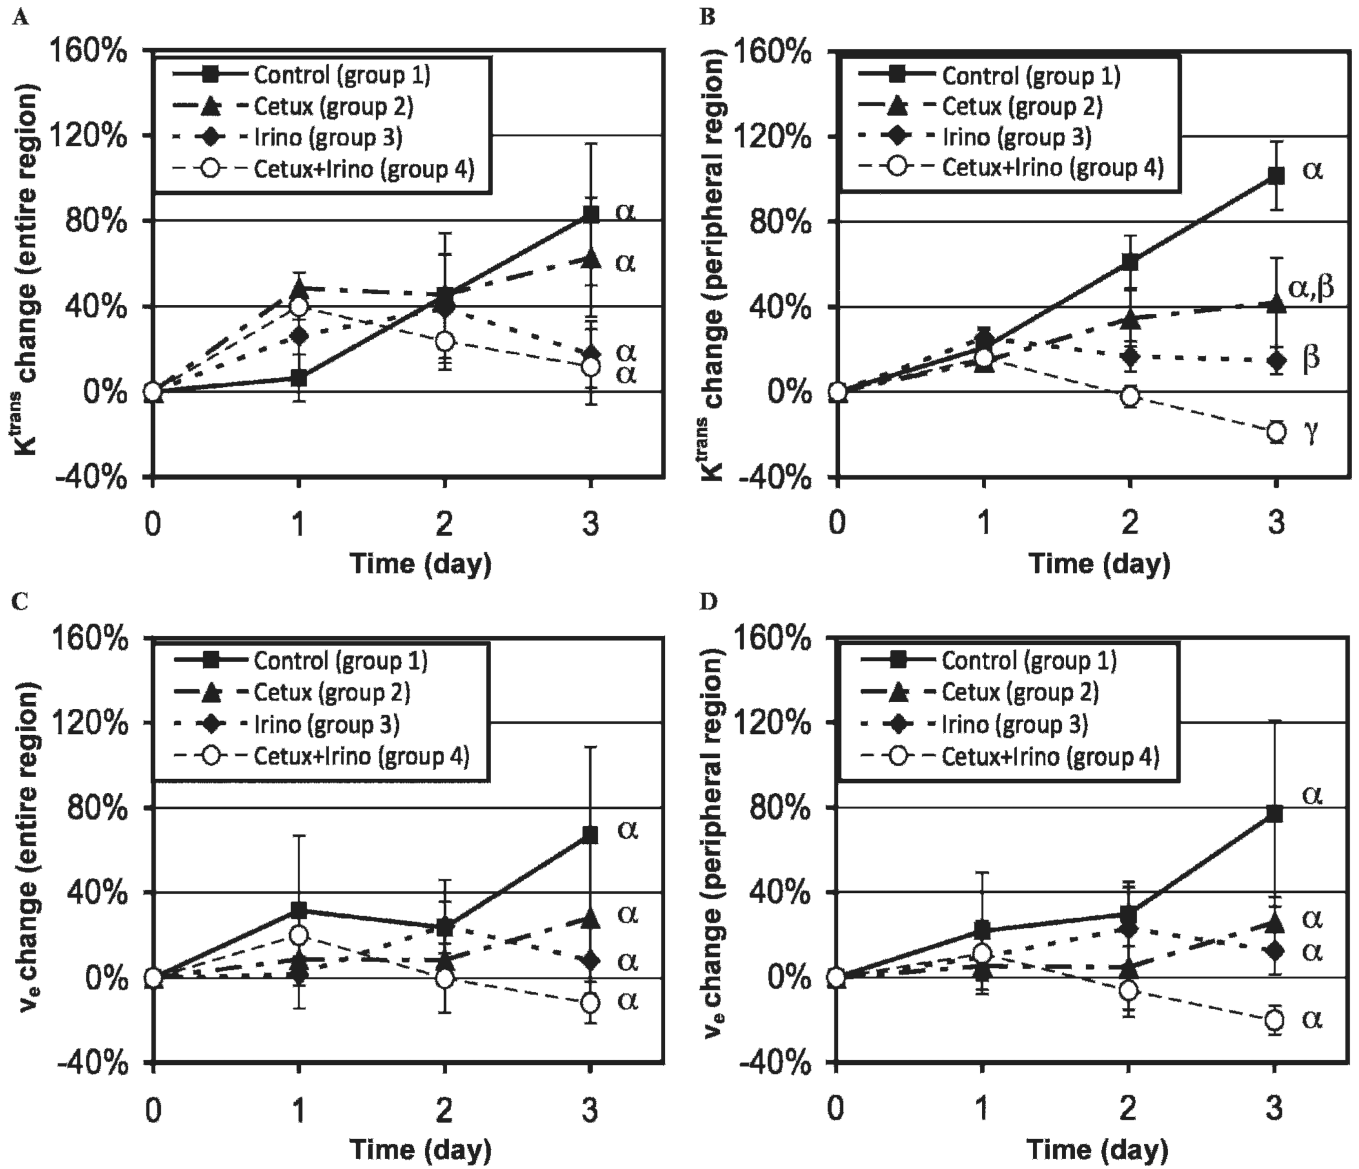 A
160%
120%
80%
40%
0%
-40%
K^trans change (entire region)
Control (group 1)
Cetux (group 2)
Irino (group 3)
Cetux+Irino (group 4)
α
α
α
α
0 1 2 3
Time (day)
B
160%
120%
80%
40%
0%
-40%
K^trans change (peripheral region)
Control (group 1)
Cetux (group 2)
Irino (group 3)
Cetux+Irino (group 4)
α
α,β
β
γ
0 1 2 3
Time (day)
C
160%
120%
80%
40%
0%
-40%
v_e change (entire region)
Control (group 1)
Cetux (group 2)
Irino (group 3)
Cetux+Irino (group 4)
α
α
α
α
0 1 2 3
Time (day)
D
160%
120%
80%
40%
0%
-40%
v_e change (peripheral region)
Control (group 1)
Cetux (group 2)
Irino (group 3)
Cetux+Irino (group 4)
α
α
α
α
0 1 2 3
Time (day)